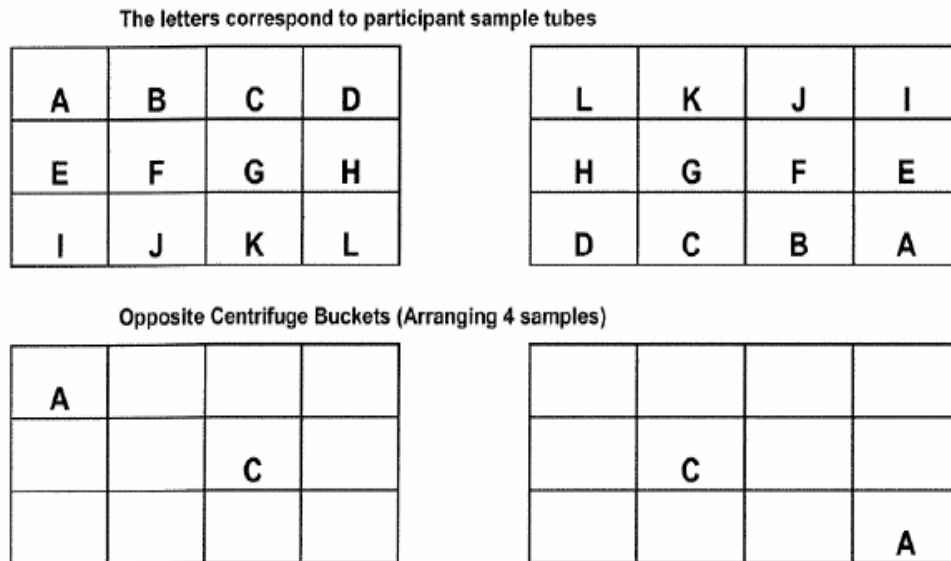 The letters correspond to participant sample tubes
A B C D
E F G H
I J K L
L K J I
H G F E
D C B A
Opposite Centrifuge Buckets (Arranging 4 samples)
A
C
C
A